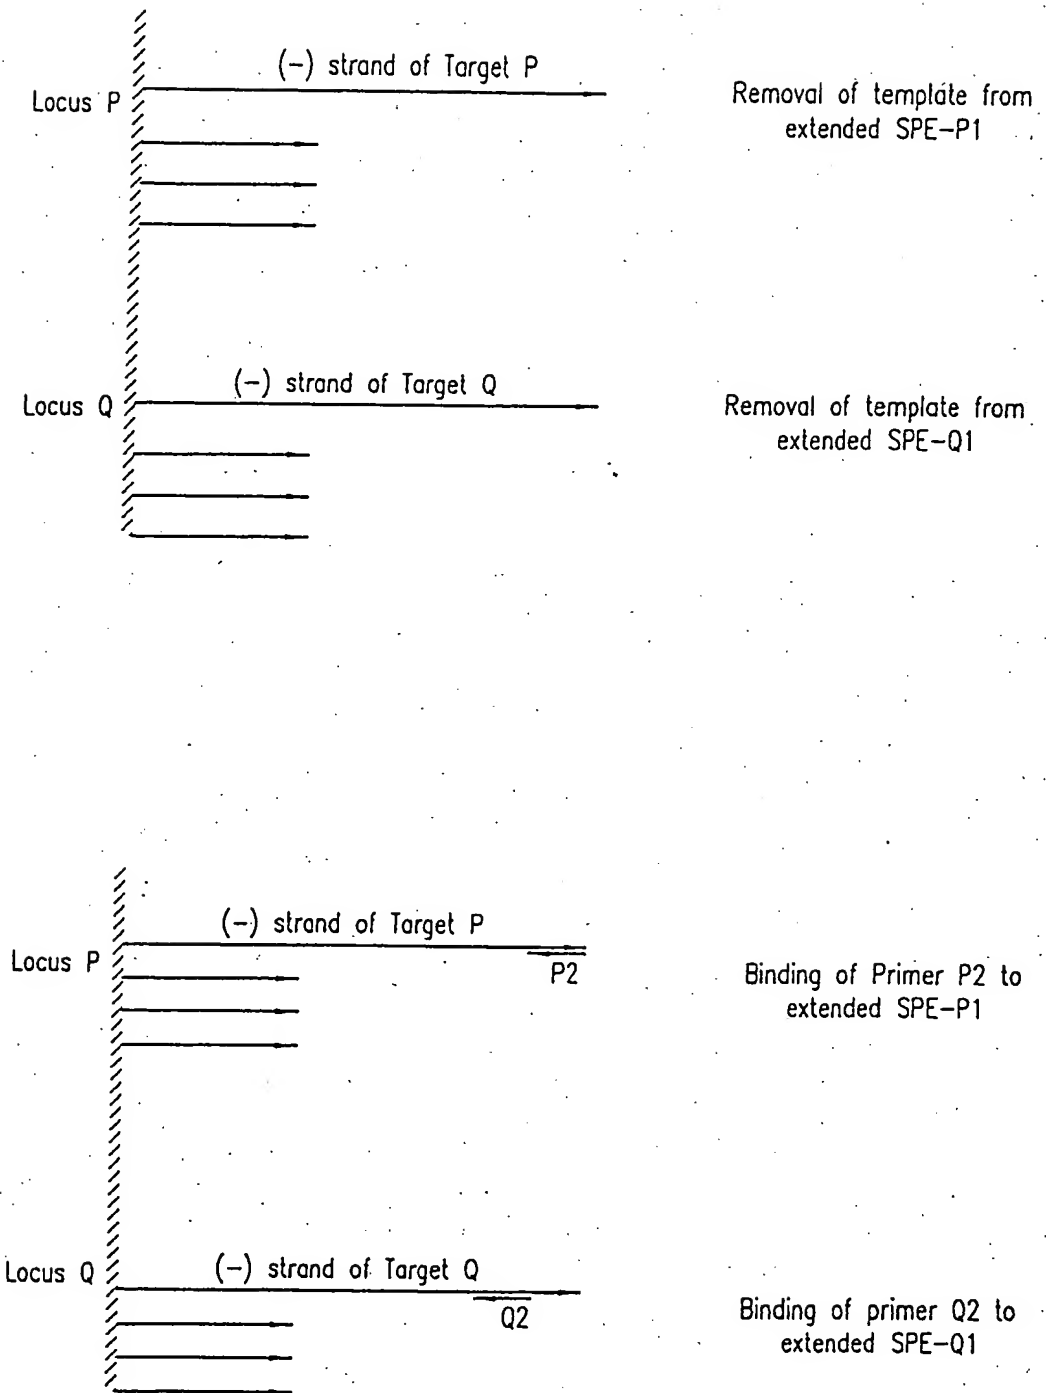 (-) strand of Target P
Locus P
Removal of template from
extended SPE-P1
(-) strand of Target Q
Locus Q
Removal of template from
extended SPE-Q1
(-) strand of Target P
Locus P
P2
Binding of Primer P2 to
extended SPE-P1
(-) strand of Target Q
Locus Q
Q2
Binding of primer Q2 to
extended SPE-Q1